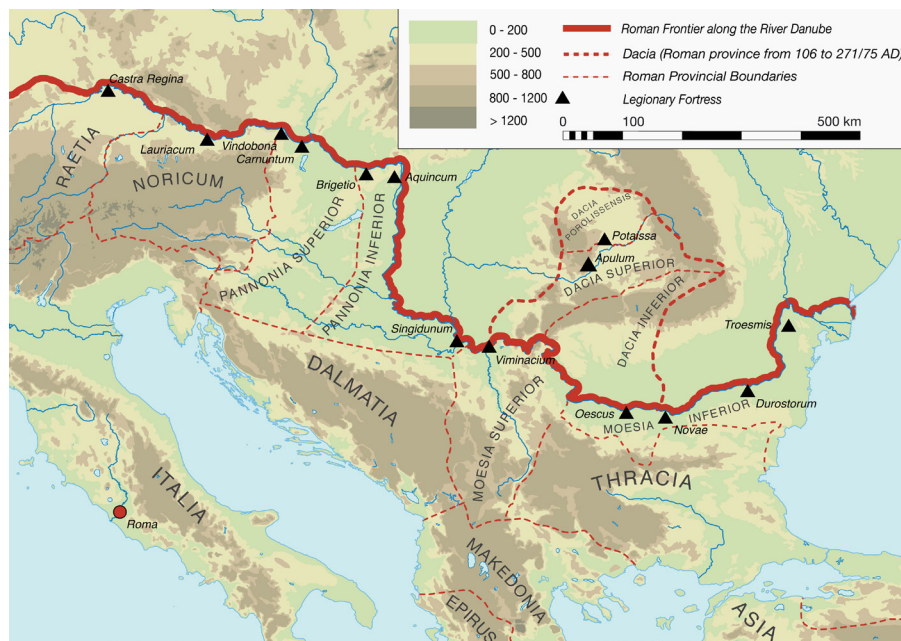 0 - 200
200 - 500
500 - 800
800 - 1200
> 1200
Roman Frontier along the River Danube
Dacia (Roman province from 106 to 271/75 AD)
Roman Provincial Boundaries
Legionary Fortress
0 100 500 km
Castra Regina
RAETIA
Lauriacum
Vindobona
Carnuntum
NORICUM
Brigetio
Aquincum
PANNONIA SUPERIOR
PANNONIA INFERIOR
DACIA
POROLISSENSIS
Potaissa
Apulum
DACIA SUPERIOR
DACIA INFERIOR
Singidunum
Viminacium
Troesmis
DALMATIA
MOESIA SUPERIOR
Oescus
MOESIA INFERIOR
Novae
Durostorum
THRACIA
ITALIA
Roma
MAKEDONIA
EPIRUS
ASIA